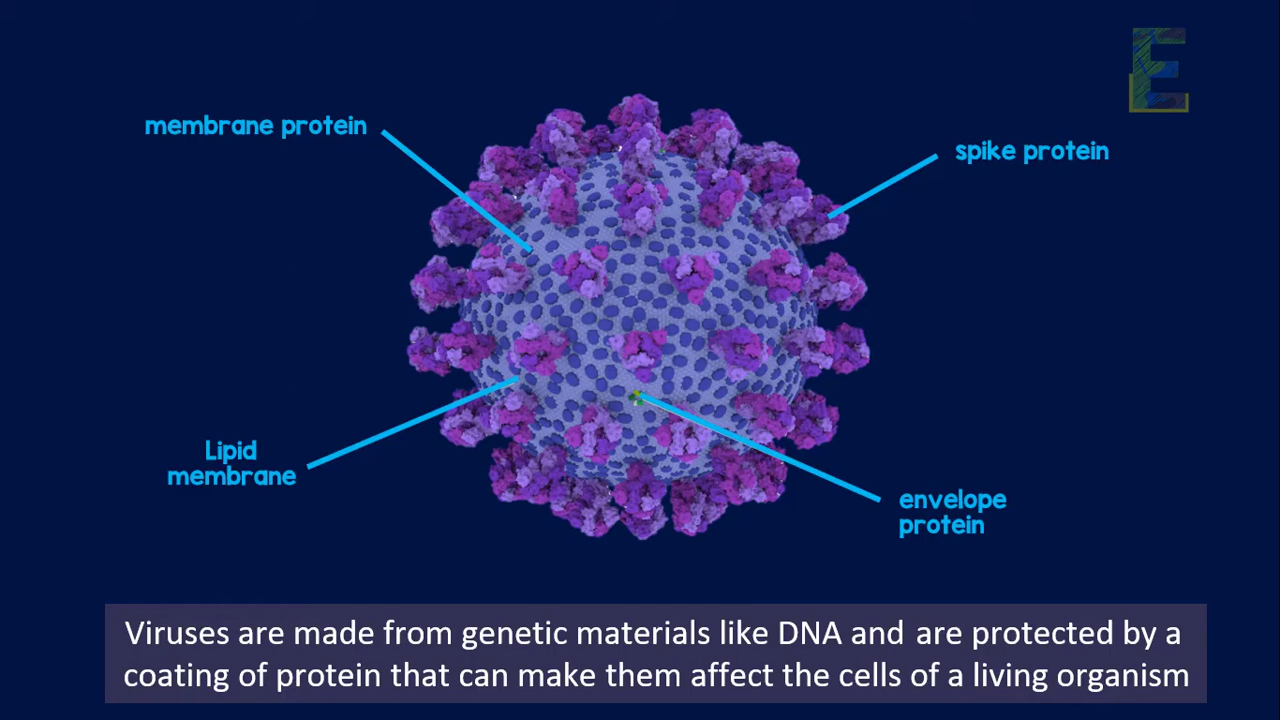 E
membrane protein
spike protein
Lipid
membrane
envelope
protein
Viruses are made from genetic materials like DNA and are protected by a
coating of protein that can make them affect the cells of a living organism